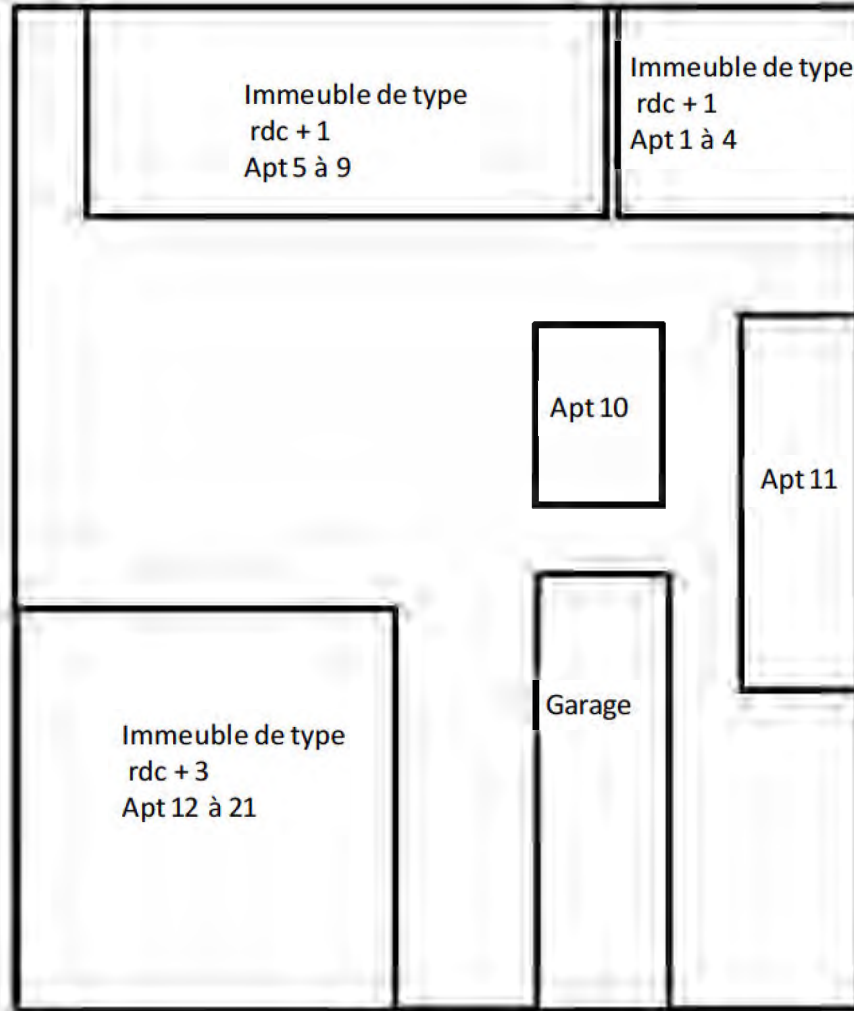 Immeuble de type
rdc + 1
Apt 5 à 9
Immeuble de type
rdc + 1
Apt 1 à 4
Apt 10
Apt 11
Garage
Immeuble de type
rdc + 3
Apt 12 à 21